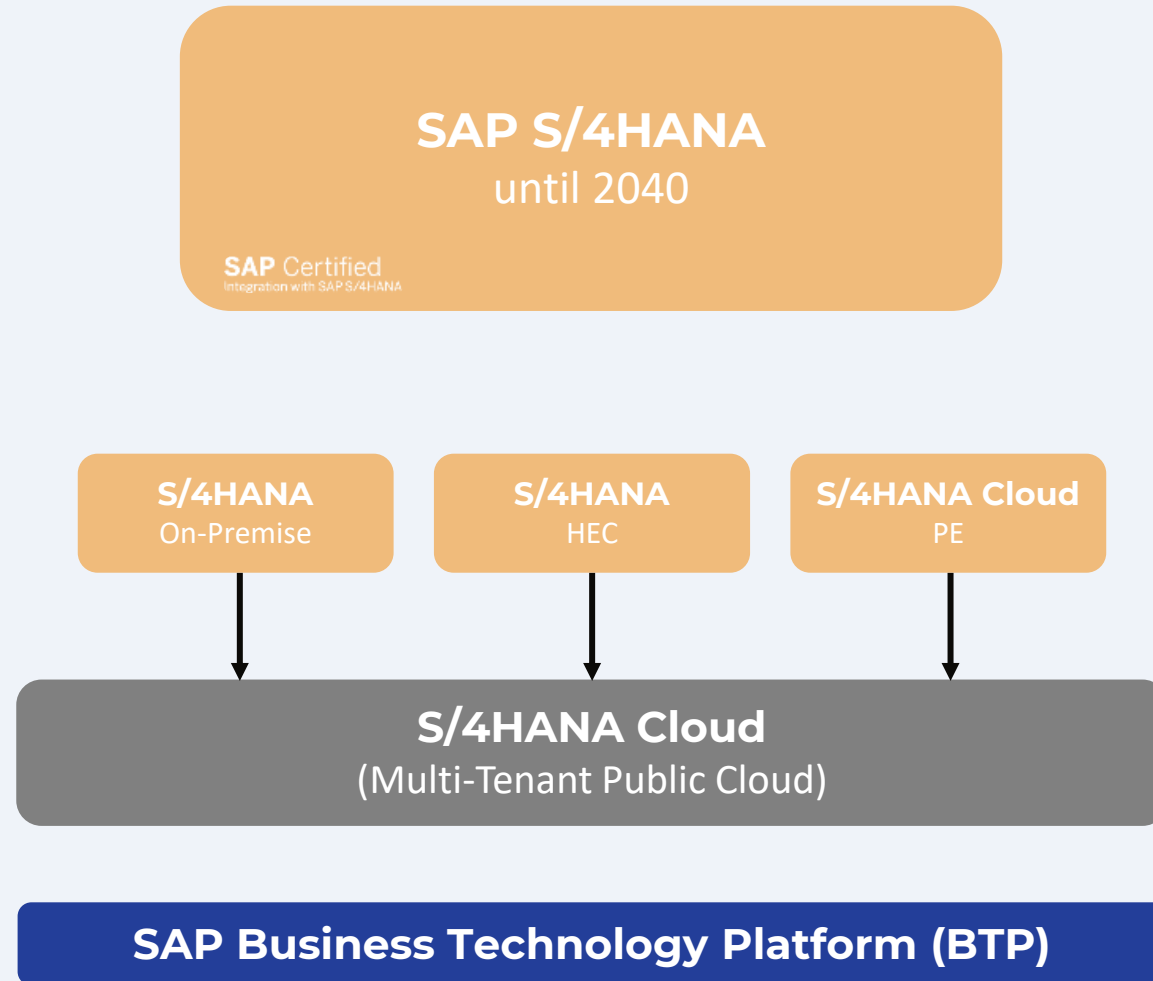 SAP S/4HANA
until 2040
SAP Certified
Integration with SAP S/4HANA
S/4HANA
On-Premise
S/4HANA
HEC
S/4HANA Cloud
PE
S/4HANA Cloud
(Multi-Tenant Public Cloud)
SAP Business Technology Platform (BTP)